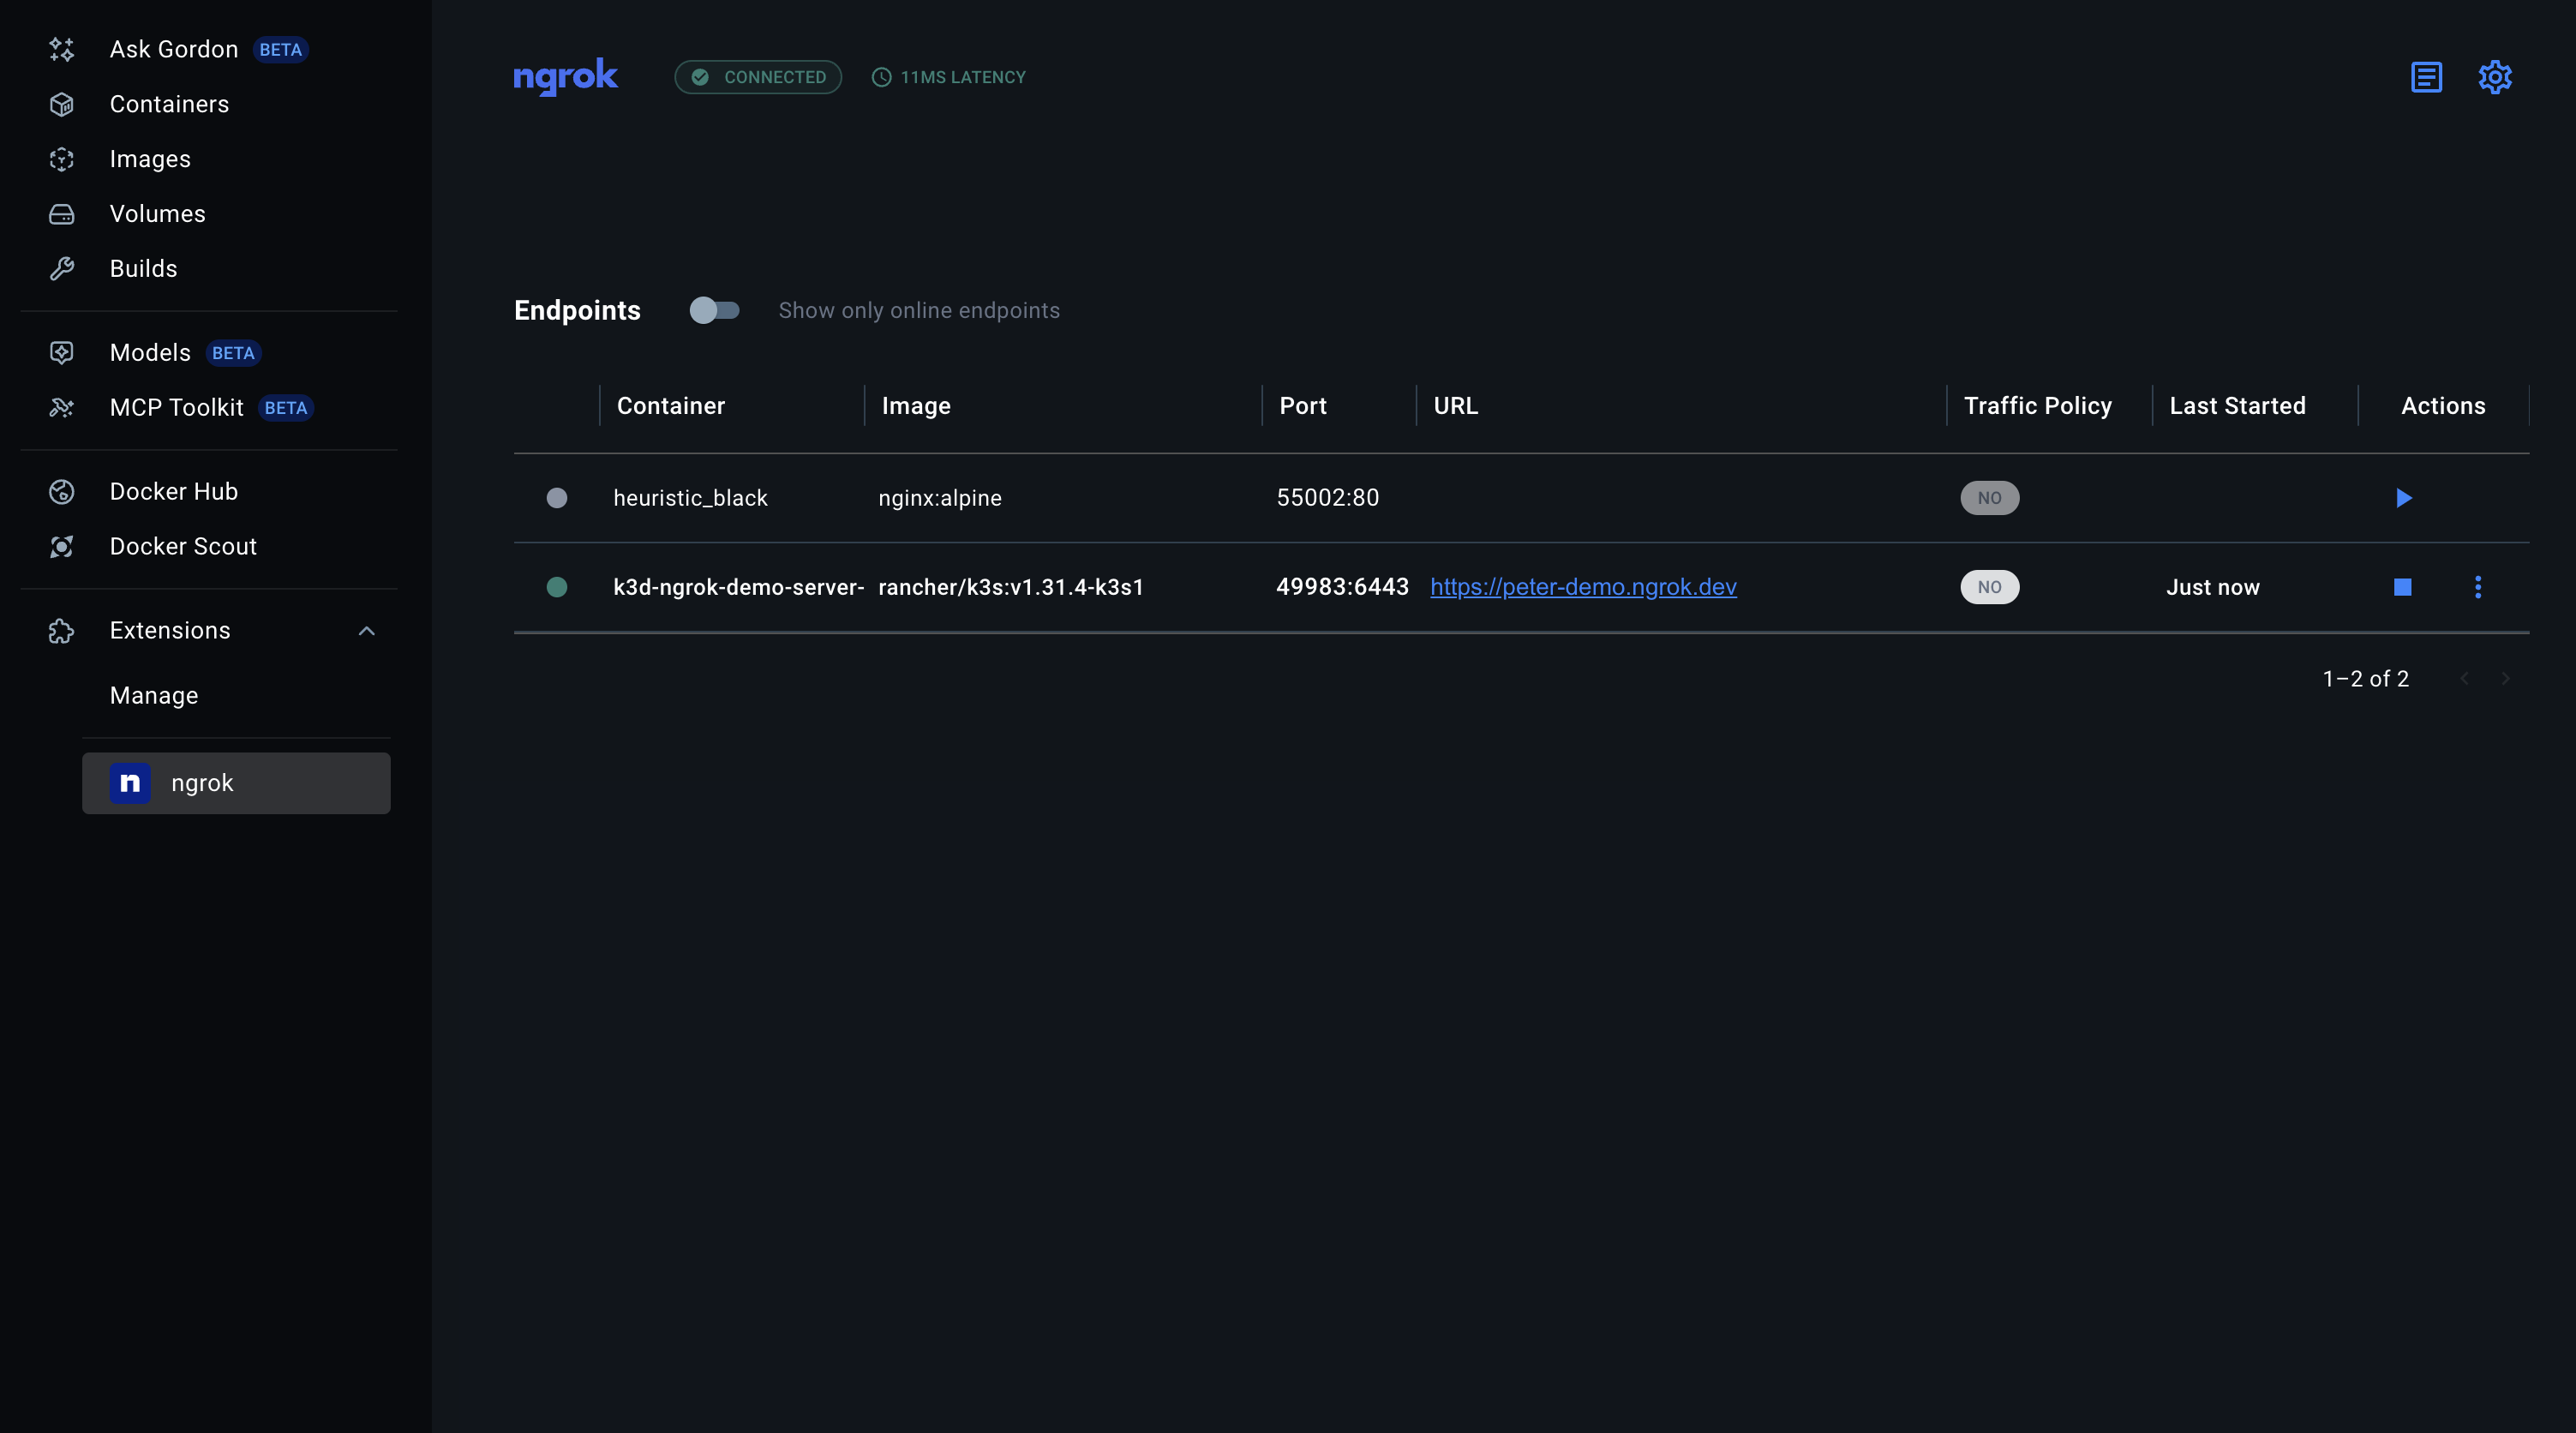 Ask Gordon BETA
Containers
Images
Volumes
Builds
Models BETA
MCP Toolkit BETA
Docker Hub
Docker Scout
Extensions
Manage
n ngrok
ngrok CONNECTED 11MS LATENCY
Endpoints Show only online endpoints
Container Image Port URL Traffic Policy Last Started Actions
heuristic_black nginx:alpine 55002:80 NO
k3d-ngrok-demo-server- rancher/k3s:v1.31.4-k3s1 49983:6443 https://peter-demo.ngrok.dev NO Just now
1–2 of 2